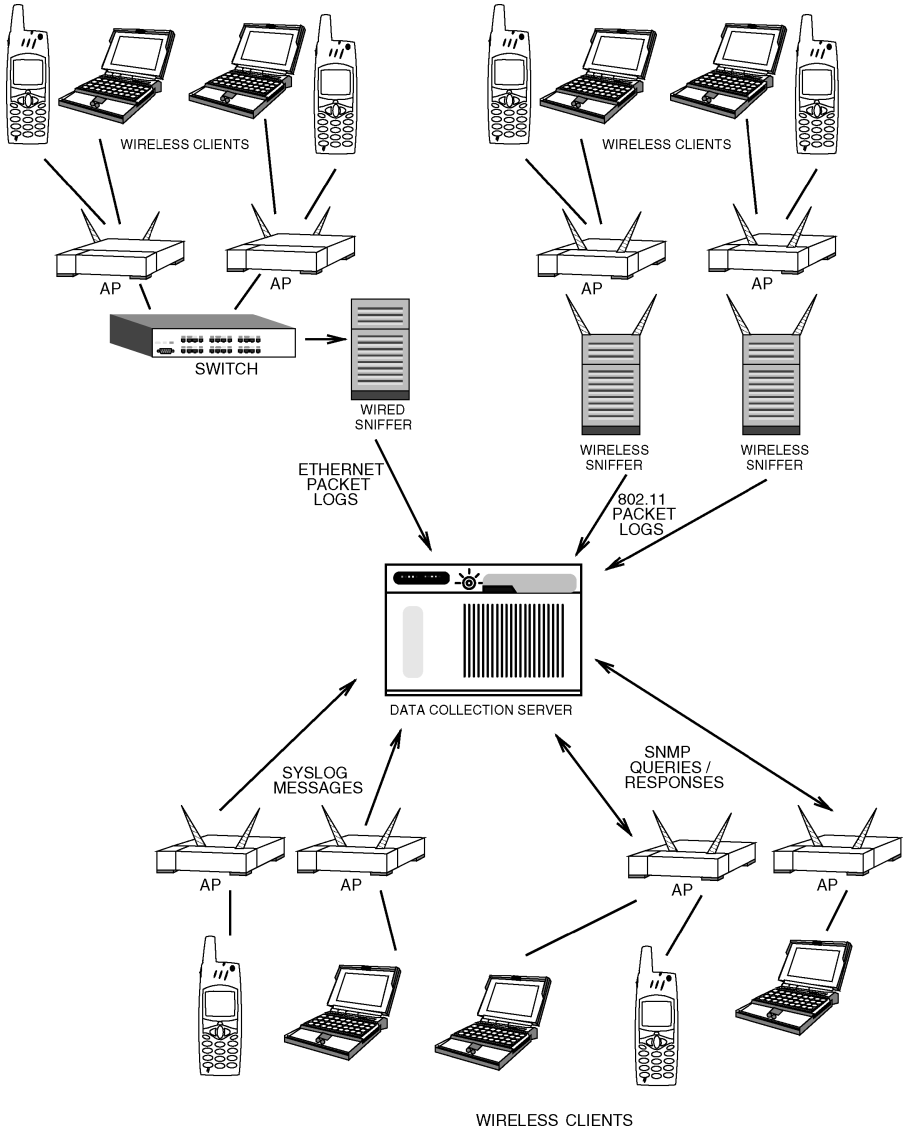 WIRELESS CLIENTS
WIRELESS CLIENTS
AP
AP
AP
AP
SWITCH
WIRED
SNIFFER
WIRELESS
SNIFFER
WIRELESS
SNIFFER
ETHERNET
PACKET
LOGS
802.11
PACKET
LOGS
DATA COLLECTION SERVER
SYSLOG
MESSAGES
SNMP
QUERIES /
RESPONSES
AP
AP
AP
AP
WIRELESS CLIENTS